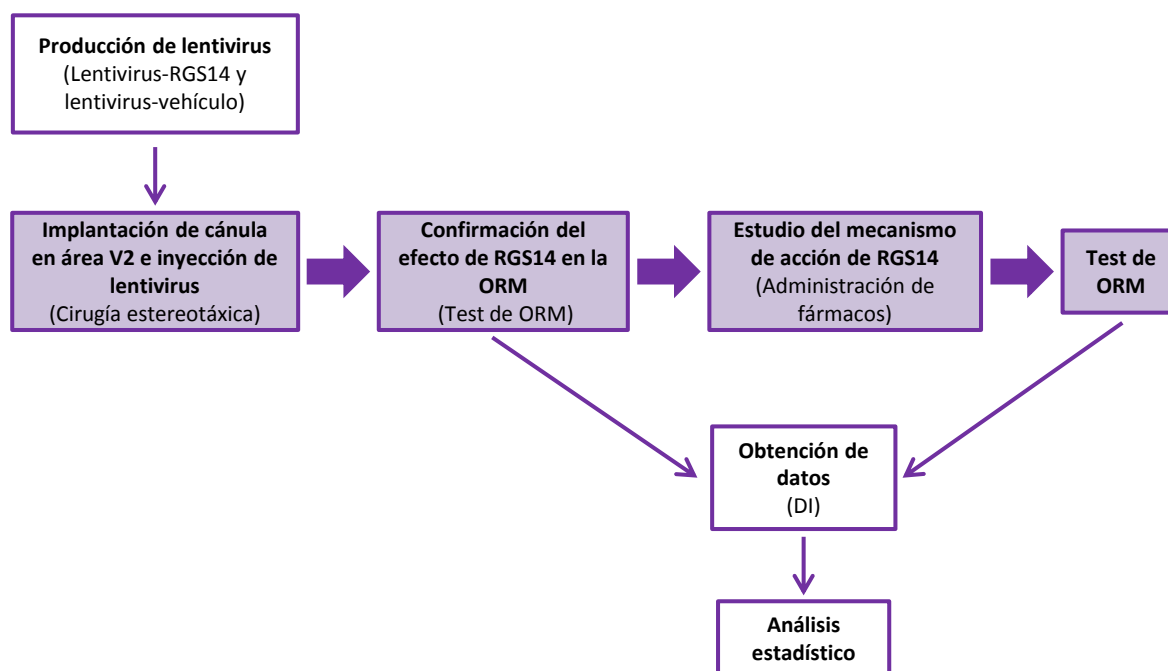 Producción de lentivirus
(Lentivirus-RGS14 y
lentivirus-vehículo)
Implantación de cánula
en área V2 e inyección de
lentivirus
(Cirugía estereotáxica)
Confirmación del
efecto de RGS14 en la
ORM
(Test de ORM)
Estudio del mecanismo
de acción de RGS14
(Administración de
fármacos)
Test de
ORM
Obtención de
datos
(DI)
Análisis
estadístico